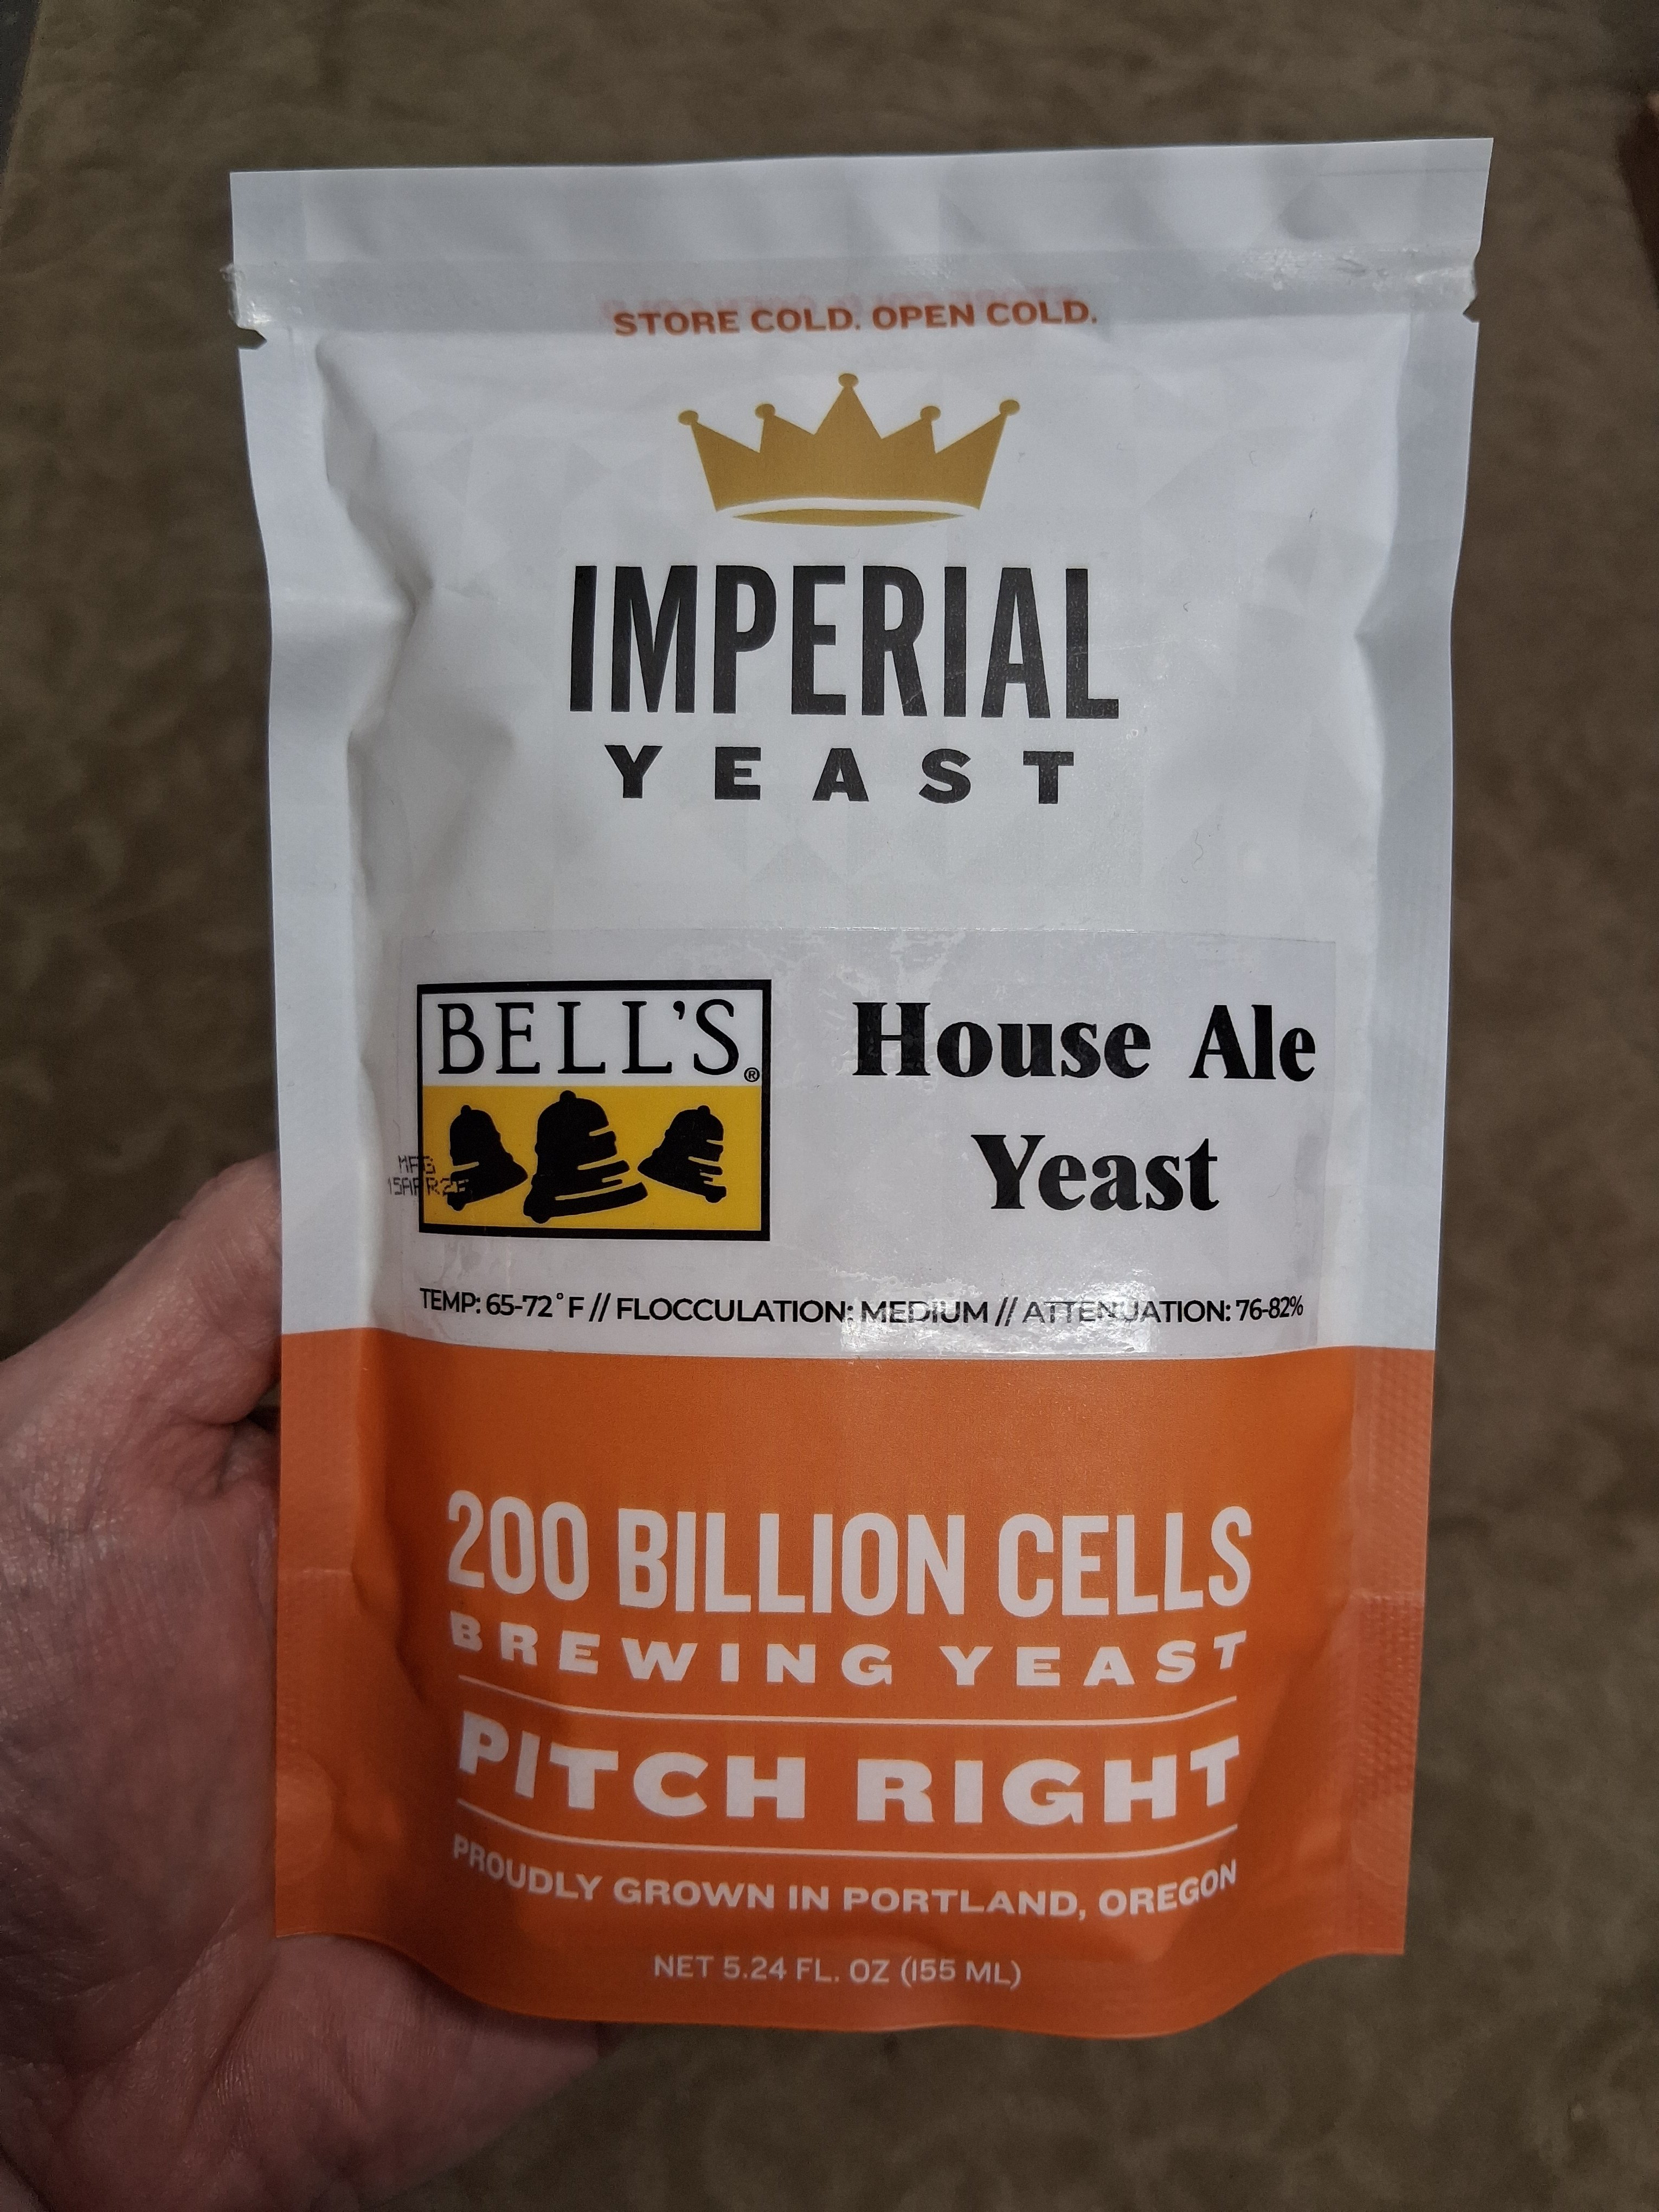 STORE COLD. OPEN COLD.
IMPERIAL
YEAST
BELL'S®
House Ale
Yeast
MFG
TEMP: 65-72°F // FLOCCULATION: MEDIUM // ATTENUATION: 76-82%
200 BILLION CELLS
BREWING YEAST
PITCH RIGHT
PROUDLY GROWN IN PORTLAND, OREGON
NET 5.24 FL. OZ (155 ML)